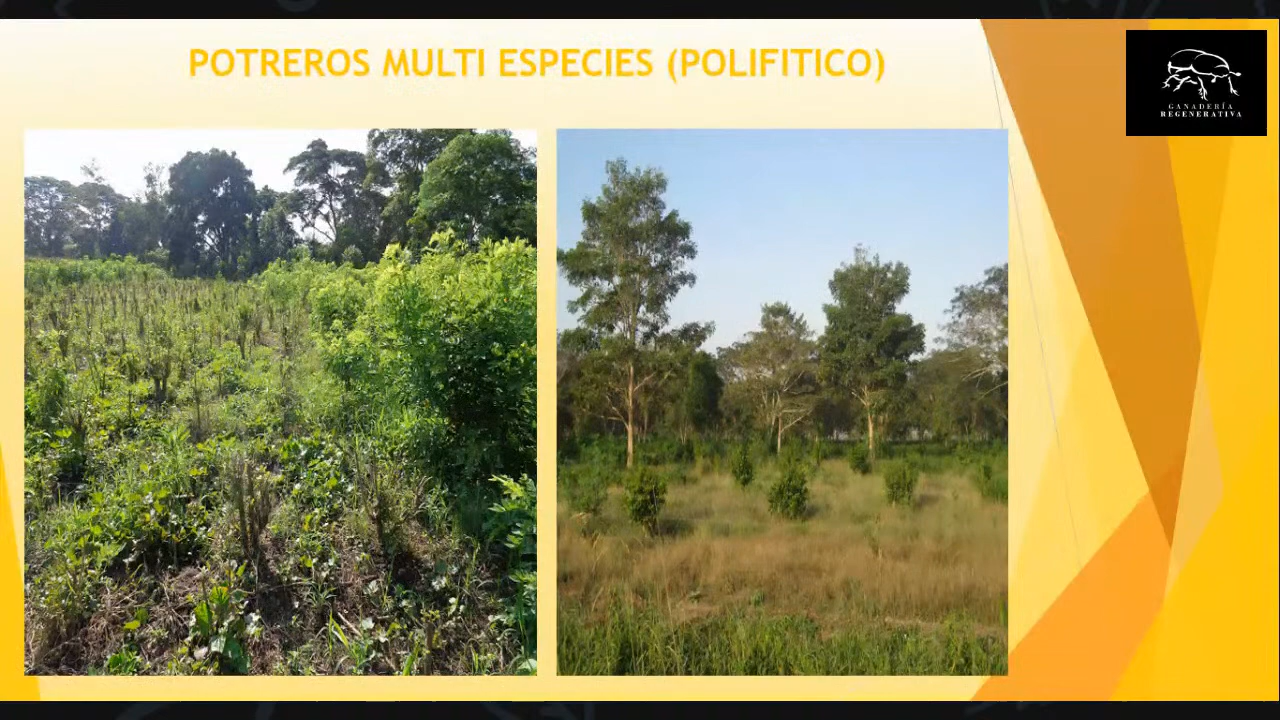 POTREROS MULTI ESPECIES (POLIFITICO)
GANADERÍA
REGENERATIVA